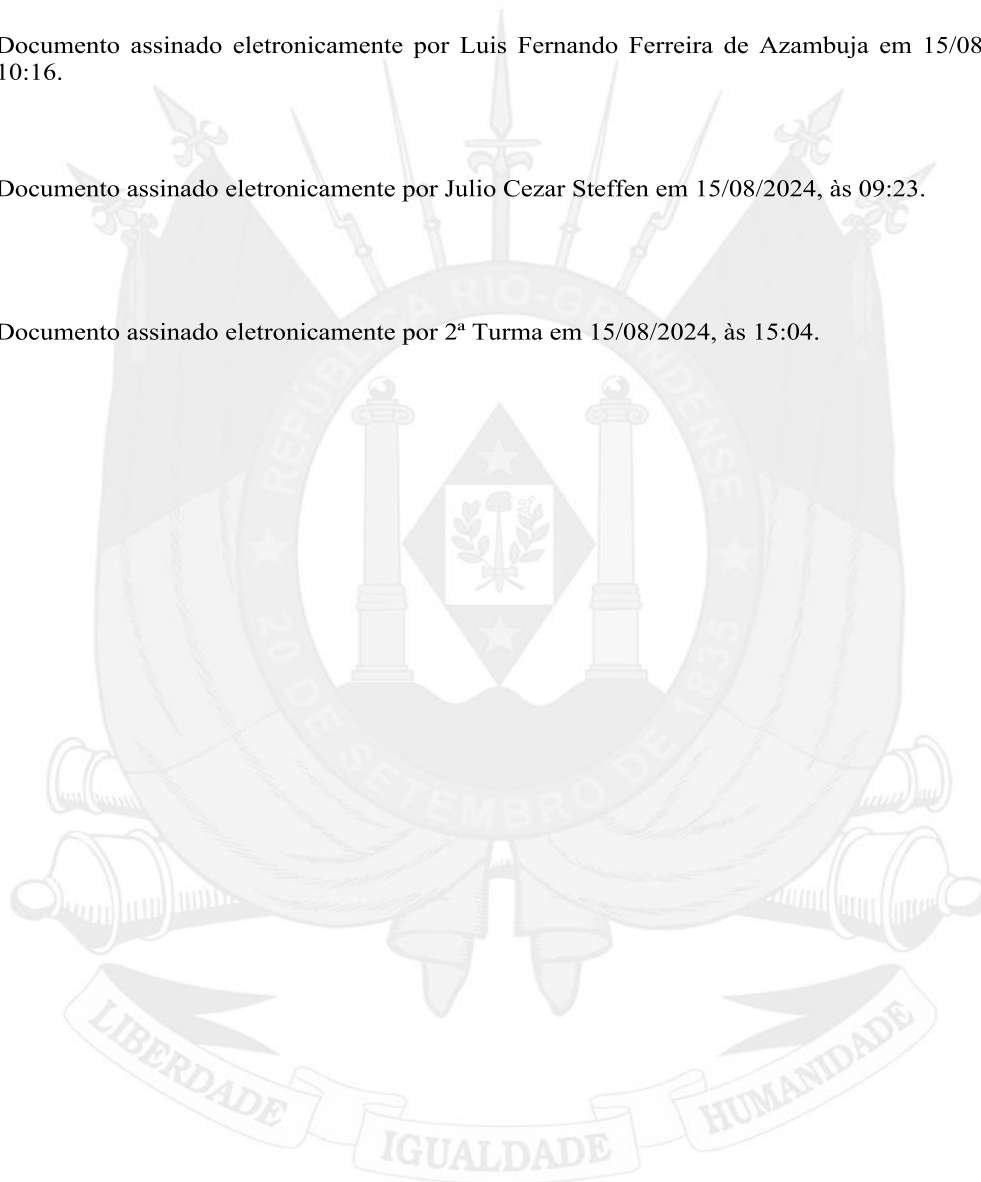 Documento assinado eletronicamente por Luis Fernando Ferreira de Azambuja em 15/08
10:16.
Documento assinado eletronicamente por Julio Cezar Steffen em 15/08/2024, às 09:23.
Documento assinado eletronicamente por 2ª Turma em 15/08/2024, às 15:04.
REPÚBLICA RIO-GRANDENSE
20 DE SETEMBRO DE 1835
LIBERDADE
IGUALDADE
HUMANIDADE